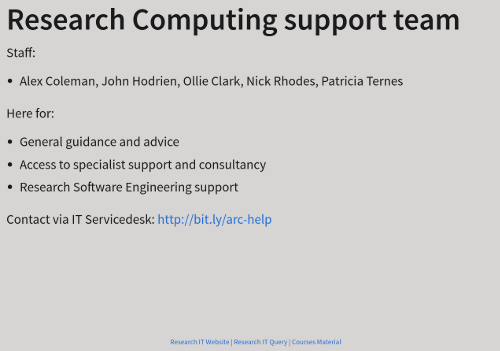 Research Computing support team
Staff:
• Alex Coleman, John Hodrien, Ollie Clark, Nick Rhodes, Patricia Ternes
Here for:
• General guidance and advice
• Access to specialist support and consultancy
• Research Software Engineering support
Contact via IT Servicedesk: http://bit.ly/arc-help
Research IT Website | Research IT Query | Courses Material